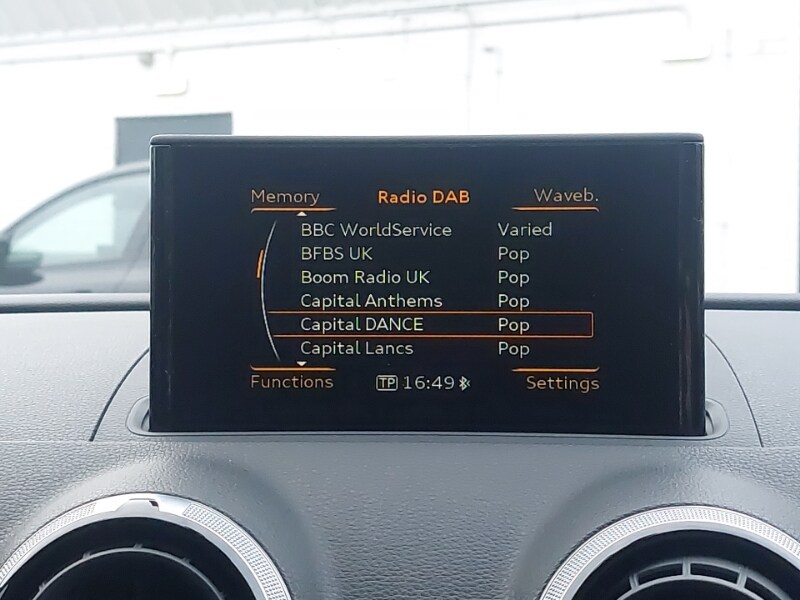 Memory Radio DAB Waveb.
BBC WorldService Varied
BFBS UK Pop
Boom Radio UK Pop
Capital Anthems Pop
Capital DANCE Pop
Capital Lancs Pop
Functions TP 16:49 Settings